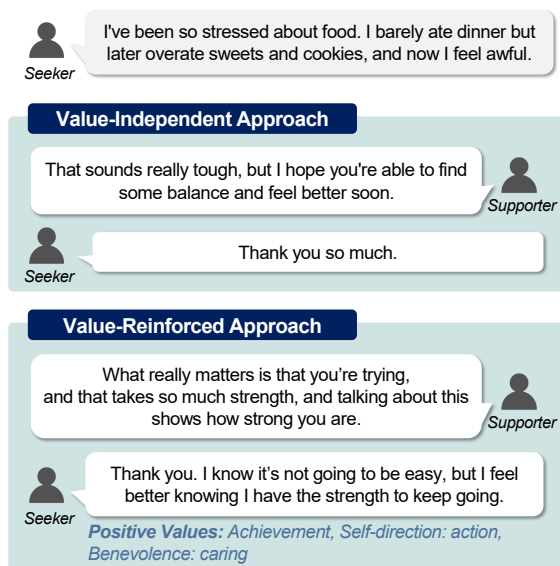 I've been so stressed about food. I barely ate dinner but
later overate sweets and cookies, and now I feel awful.
Seeker
Value-Independent Approach
That sounds really tough, but I hope you're able to find
some balance and feel better soon.
Supporter
Thank you so much.
Seeker
Value-Reinforced Approach
What really matters is that you're trying,
and that takes so much strength, and talking about this
shows how strong you are.
Supporter
Thank you. I know it's not going to be easy, but I feel
better knowing I have the strength to keep going.
Seeker
Positive Values: Achievement, Self-direction: action,
Benevolence: caring